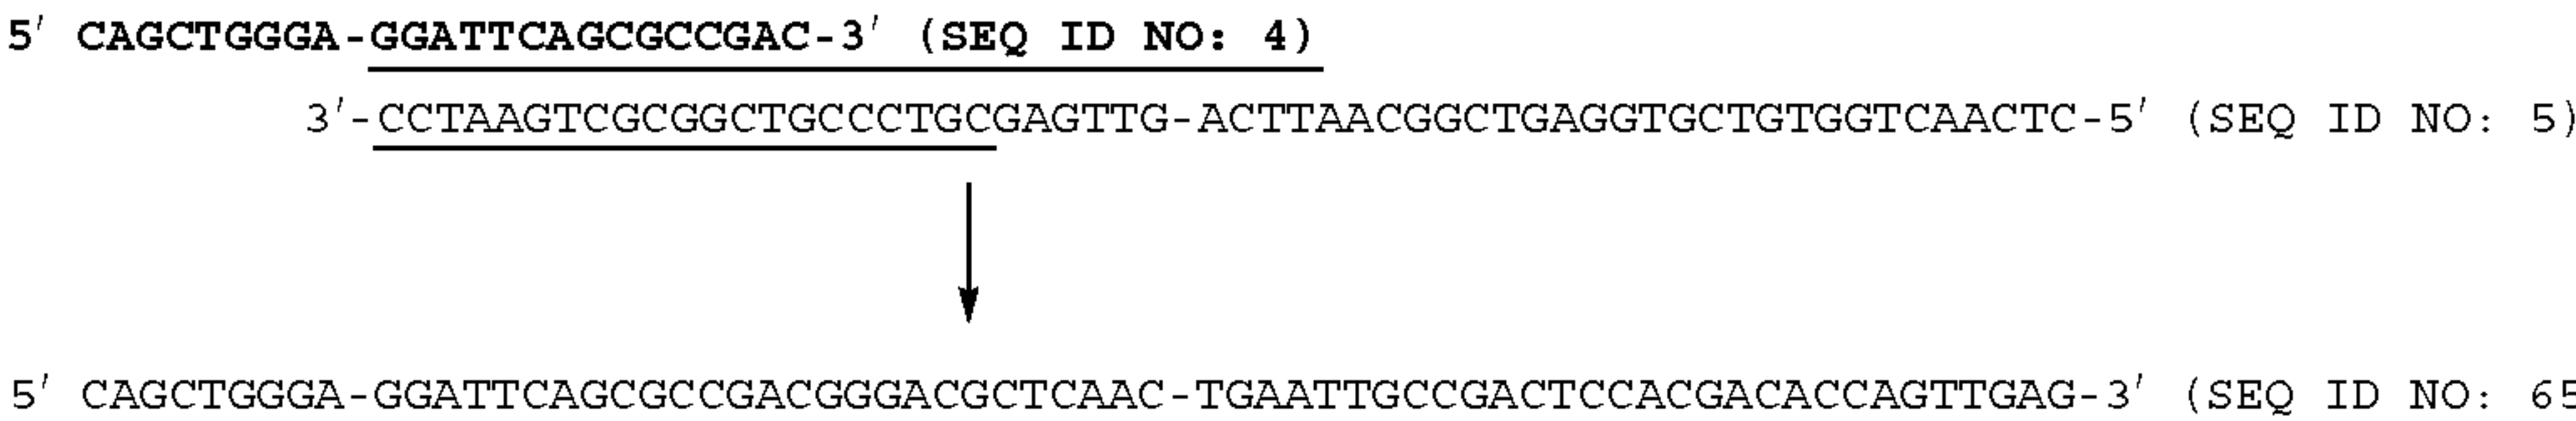 5′ CAGCTGGGA-GGATTCAGCGCCGAC-3′ (SEQ ID NO: 4)
3′-CCTAAGTCGCGGCTGCCCTGCGAGTTG-ACTTAACGGCTGAGGTGCTGTGGTCAACTC-5′ (SEQ ID NO: 5)
5′ CAGCTGGGA-GGATTCAGCGCCGACGGGACGCTCAAC-TGAATTGCCGACTCCACGACACCAGTTGAG-3′ (SEQ ID NO: 65